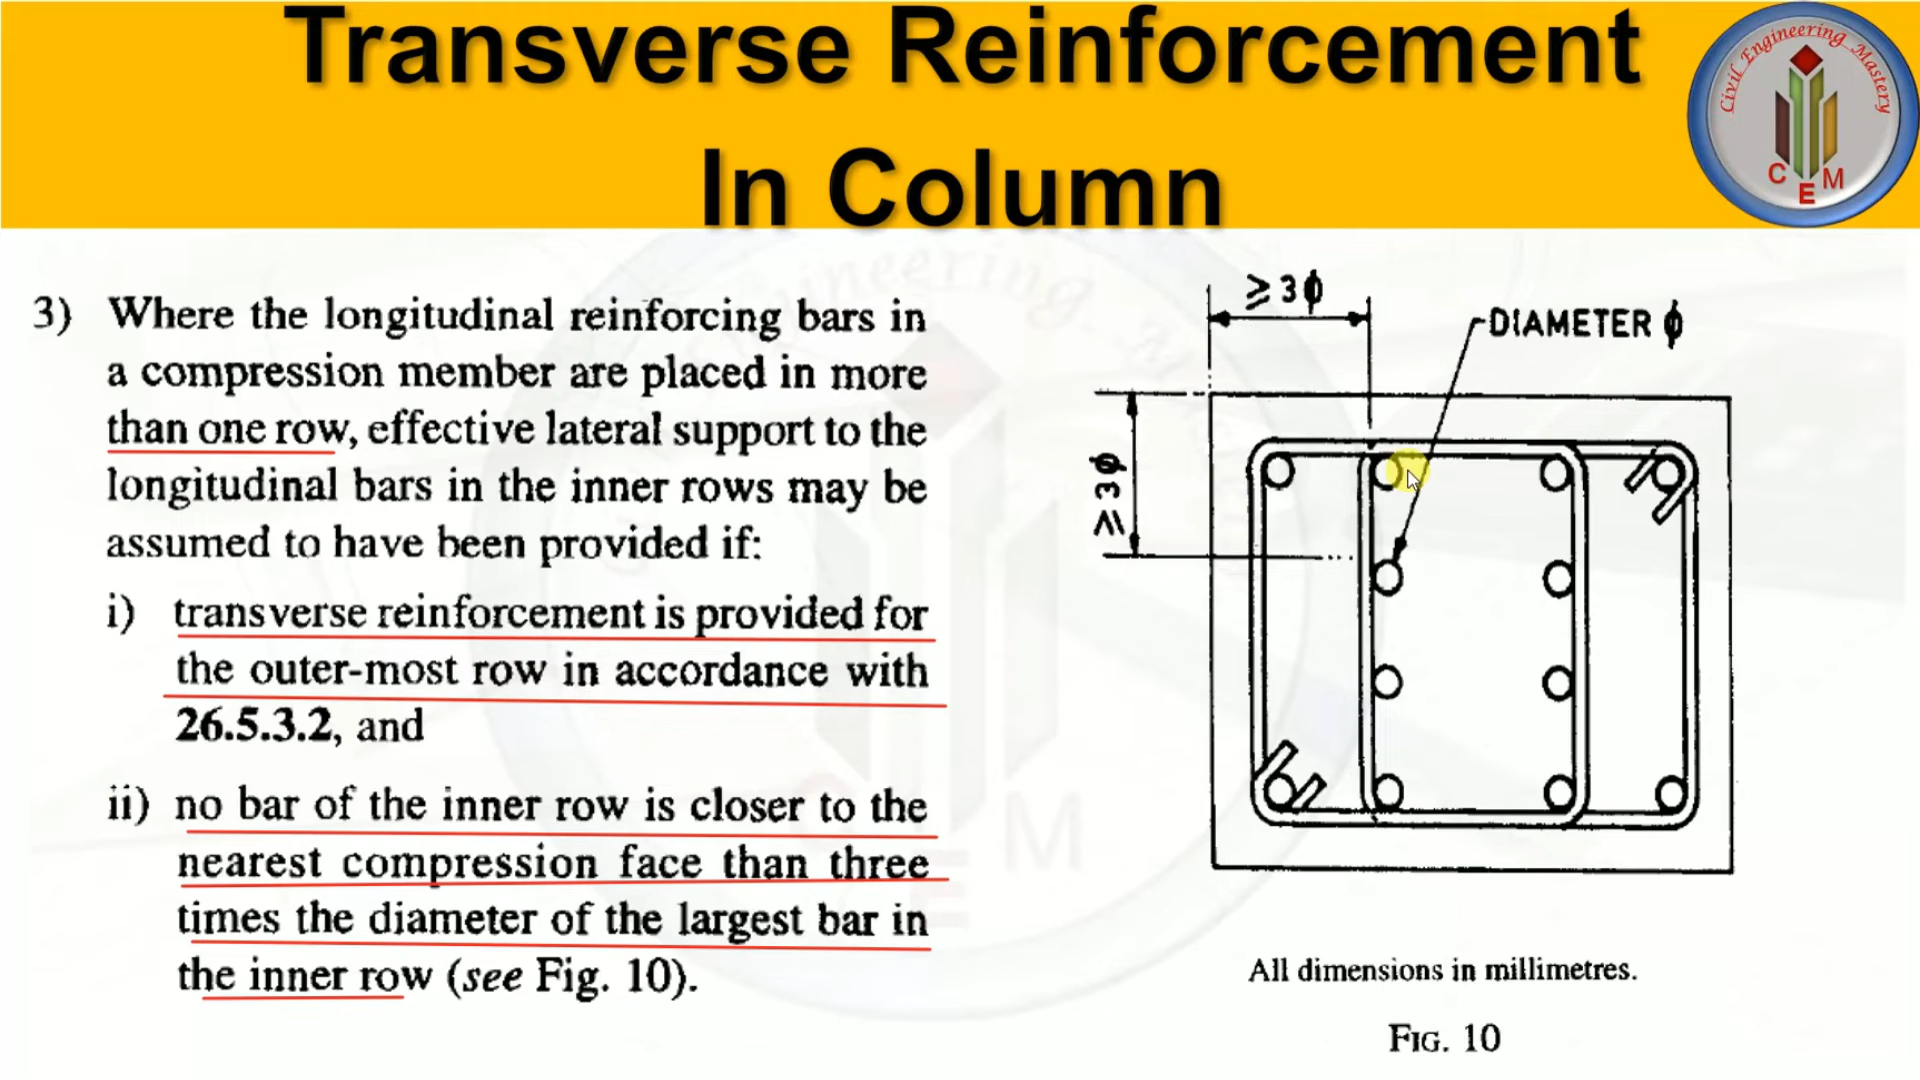 Transverse Reinforcement
In Column
Civil Engineering Mastery
C E M
3) Where the longitudinal reinforcing bars in
a compression member are placed in more
than one row, effective lateral support to the
longitudinal bars in the inner rows may be
assumed to have been provided if:
i) transverse reinforcement is provided for
the outer-most row in accordance with
26.5.3.2, and
ii) no bar of the inner row is closer to the
nearest compression face than three
times the diameter of the largest bar in
the inner row (see Fig. 10).
⩾ 3ϕ
DIAMETER ϕ
⩾ 3ϕ
All dimensions in millimetres.
FIG. 10